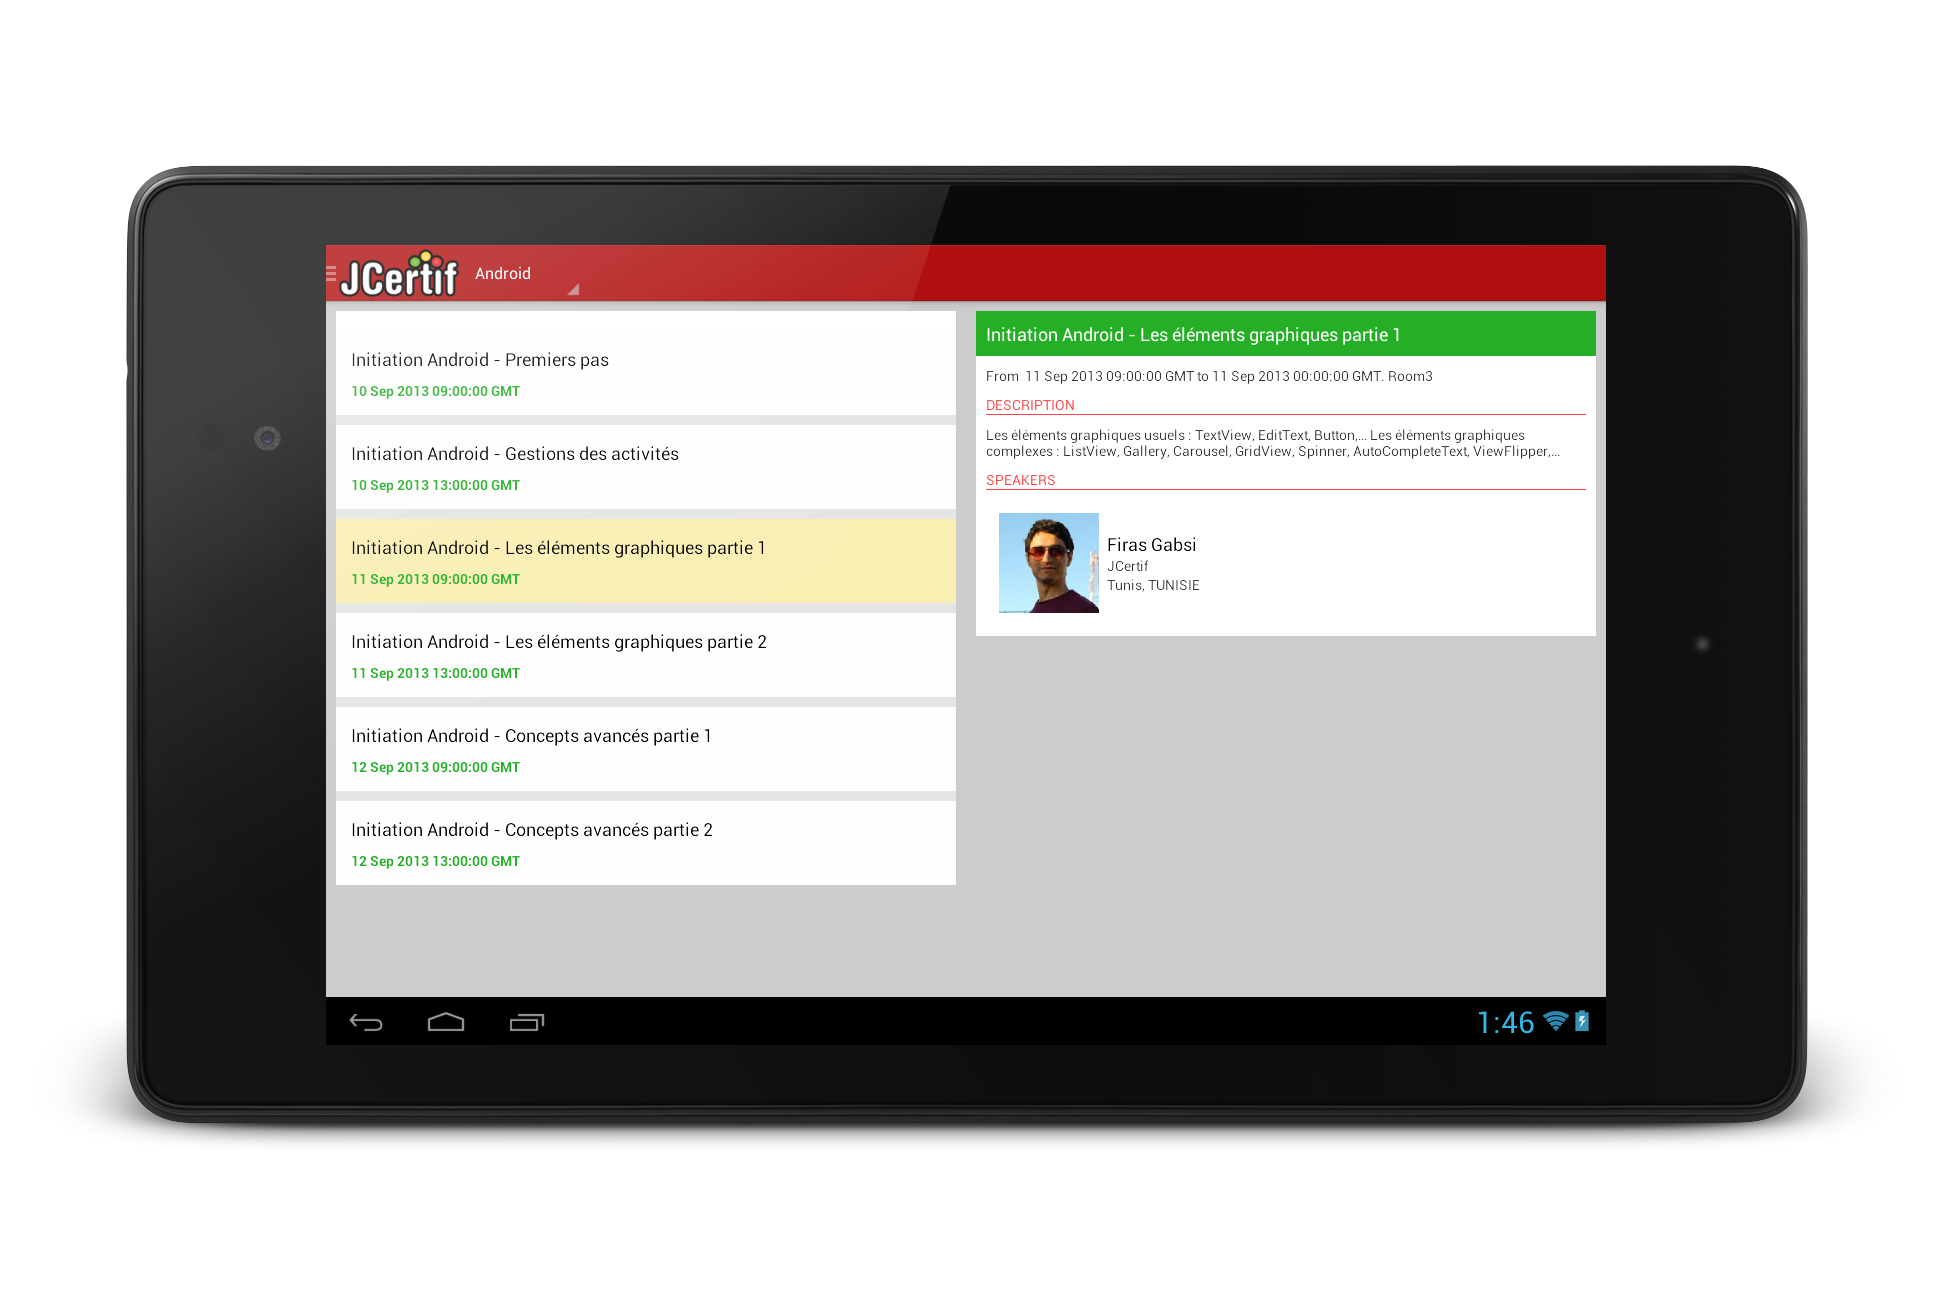 JCertif
Android
Initiation Android - Premiers pas
10 Sep 2013 09:00:00 GMT
Initiation Android - Gestions des activités
10 Sep 2013 13:00:00 GMT
Initiation Android - Les éléments graphiques partie 1
11 Sep 2013 09:00:00 GMT
Initiation Android - Les éléments graphiques partie 2
11 Sep 2013 13:00:00 GMT
Initiation Android - Concepts avancés partie 1
12 Sep 2013 09:00:00 GMT
Initiation Android - Concepts avancés partie 2
12 Sep 2013 13:00:00 GMT
Initiation Android - Les éléments graphiques partie 1
From 11 Sep 2013 09:00:00 GMT to 11 Sep 2013 00:00:00 GMT. Room3
DESCRIPTION
Les éléments graphiques usuels : TextView, EditText, Button,... Les éléments graphiques
complexes : ListView, Gallery, Carousel, GridView, Spinner, AutoCompleteText, ViewFlipper,...
SPEAKERS
Firas Gabsi
JCertif
Tunis, TUNISIE
1:46